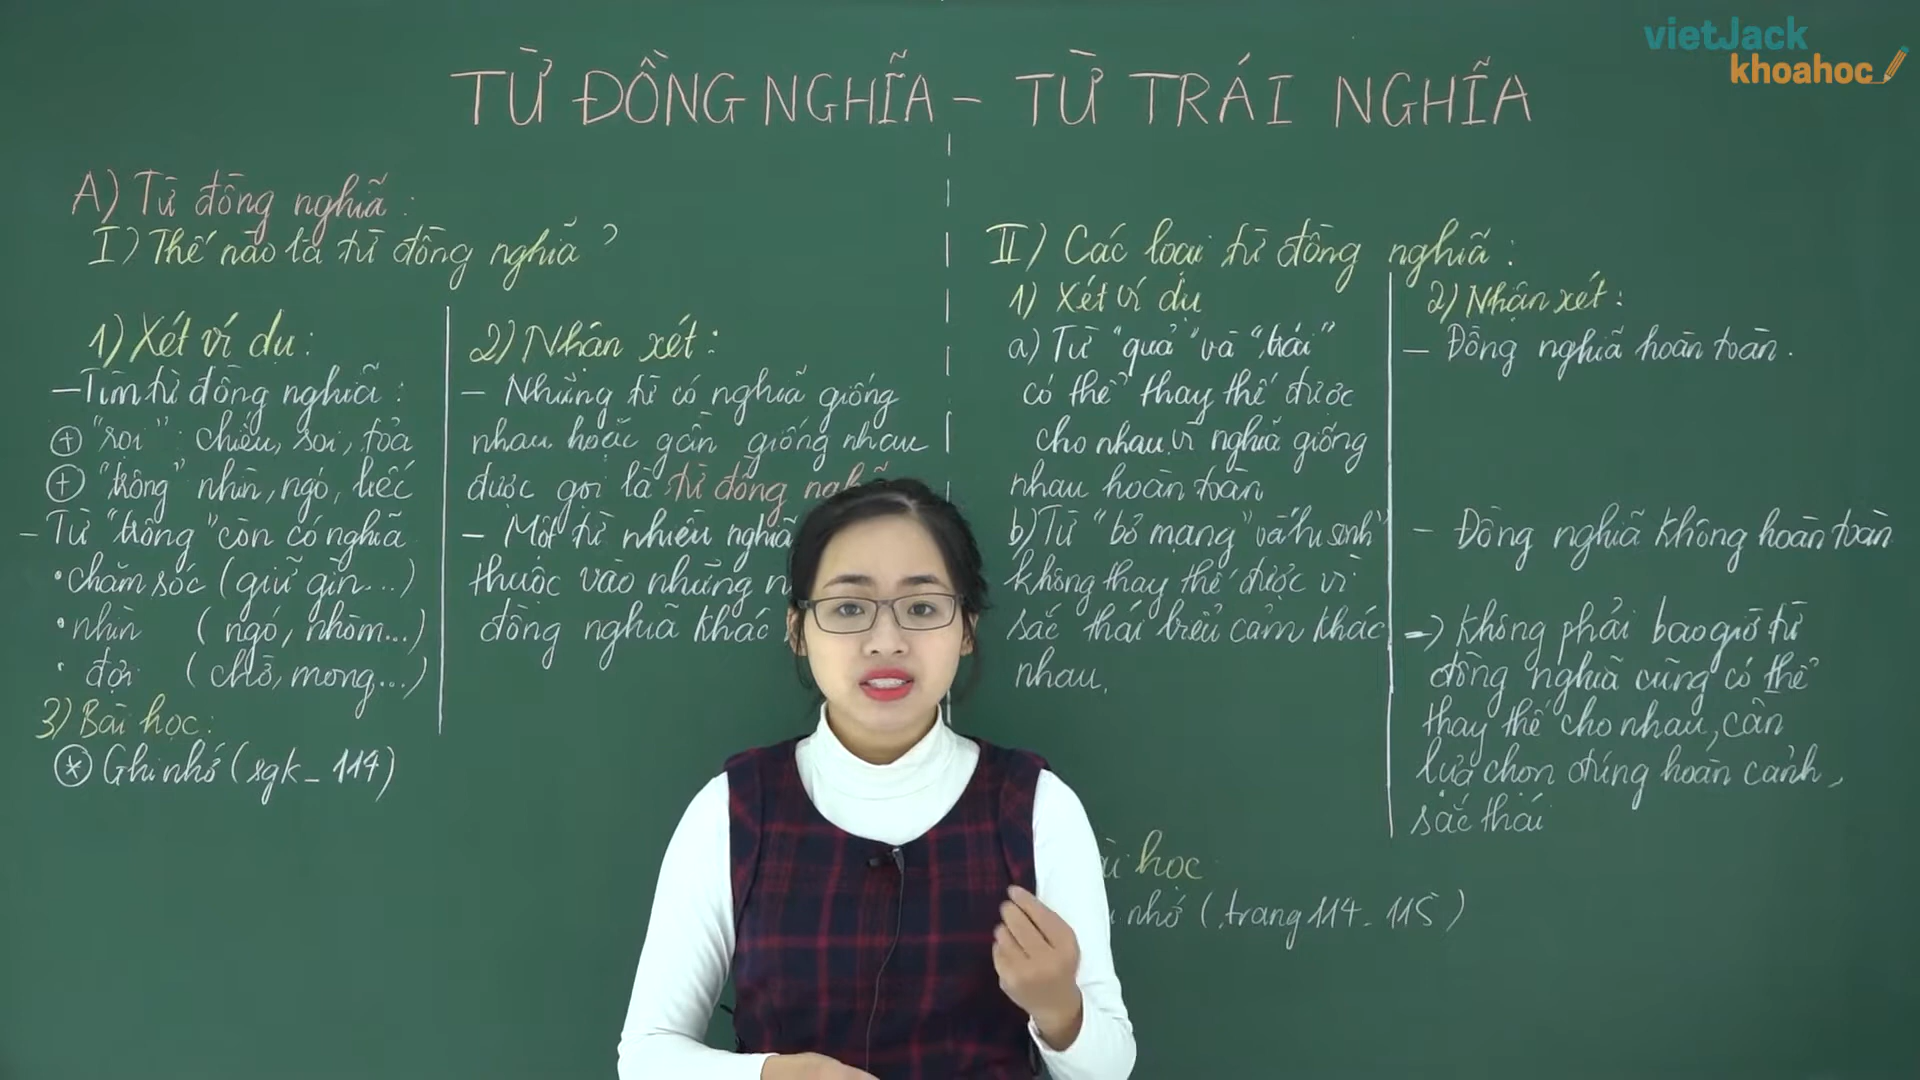 vietJack
khoahoc
TỪ ĐỒNG NGHĨA – TỪ TRÁI NGHĨA
A) Từ đồng nghĩa:
I) Thế nào là từ đồng nghĩa?
1) Xét ví dụ:
– Tìm từ đồng nghĩa:
+ "rọi": chiếu, soi, tỏa
+ "trông" nhìn, ngó, liếc
– Từ "trông" còn có nghĩa
• chăm sóc (giữ gìn...)
• nhìn (ngó, nhòm...)
• đợi (chờ, mong...)
3) Bài học:
* Ghi nhớ (sgk – 114)
2) Nhận xét:
– Những từ có nghĩa giống
nhau hoặc gần giống nhau
được gọi là từ đồng
– Một từ nhiều nghĩa
thuộc vào những
đồng nghĩa khác
II) Các loại từ đồng nghĩa:
1) Xét ví dụ
a) Từ "quả" và "trái"
có thể thay thế được
cho nhau vì nghĩa giống
nhau hoàn toàn
b) Từ "bỏ mạng" và "hi sinh"
không thay thế được vì
sắc thái biểu cảm khác
nhau.
học
nhớ (trang 114 – 115)
2) Nhận xét:
– Đồng nghĩa hoàn toàn.
– Đồng nghĩa không hoàn toàn
-> Không phải bao giờ từ
đồng nghĩa cũng có thể
thay thế cho nhau, cần
lựa chọn đúng hoàn cảnh,
sắc thái